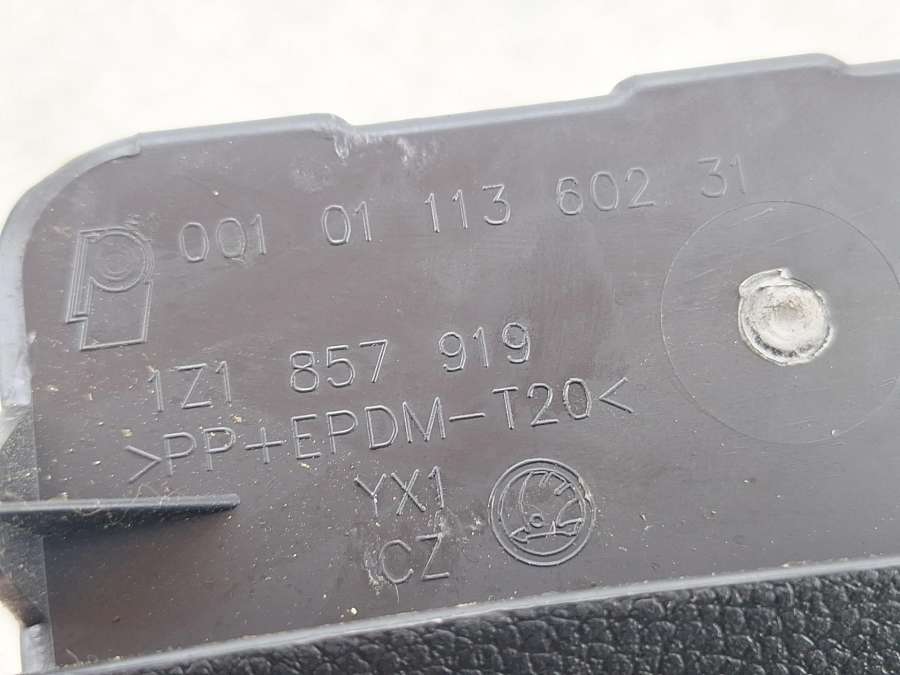 001 01 113 602 31
1Z1 857 919
>PP+EPDM-T20<
YX1
CZ